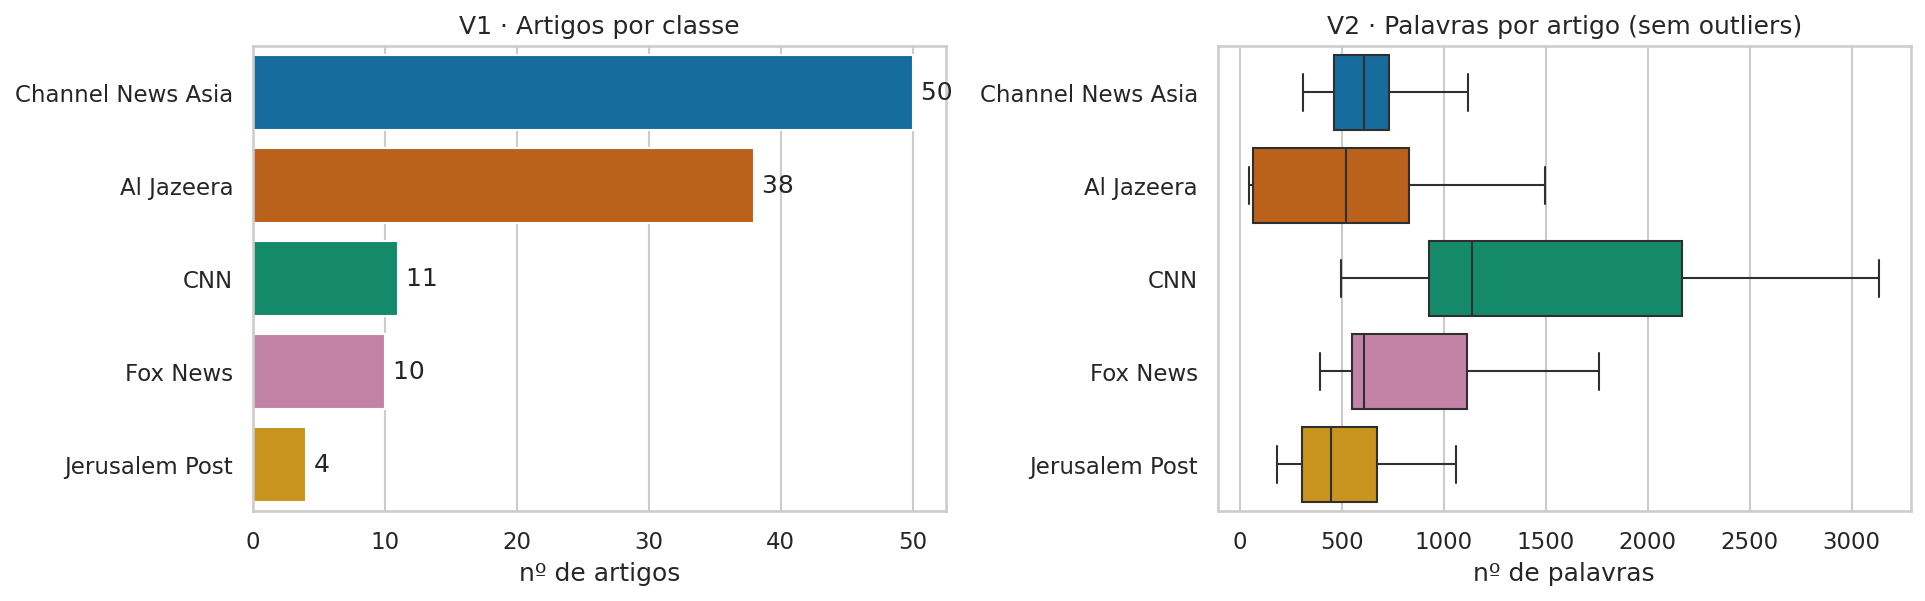 V1 · Artigos por classe
Channel News Asia
50
Al Jazeera
38
CNN
11
Fox News
10
Jerusalem Post
4
0 10 20 30 40 50
nº de artigos
V2 · Palavras por artigo (sem outliers)
Channel News Asia
Al Jazeera
CNN
Fox News
Jerusalem Post
0 500 1000 1500 2000 2500 3000
nº de palavras